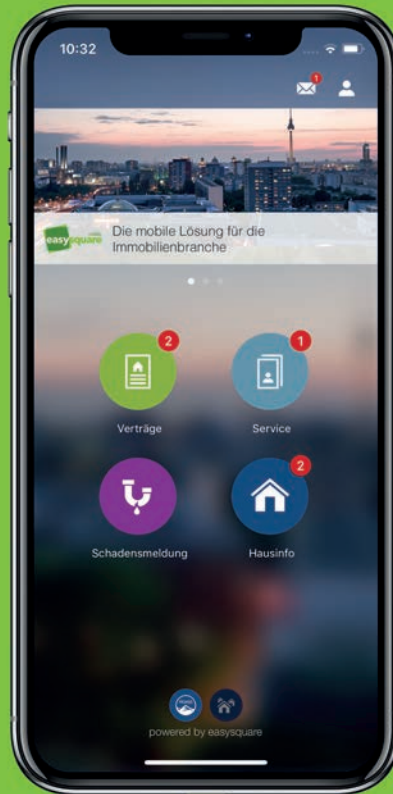 10:32
1
easysquare
Die mobile Lösung für die
Immobilienbranche
2
1
Verträge
Service
2
Schadensmeldung
Hausinfo
powered by easysquare